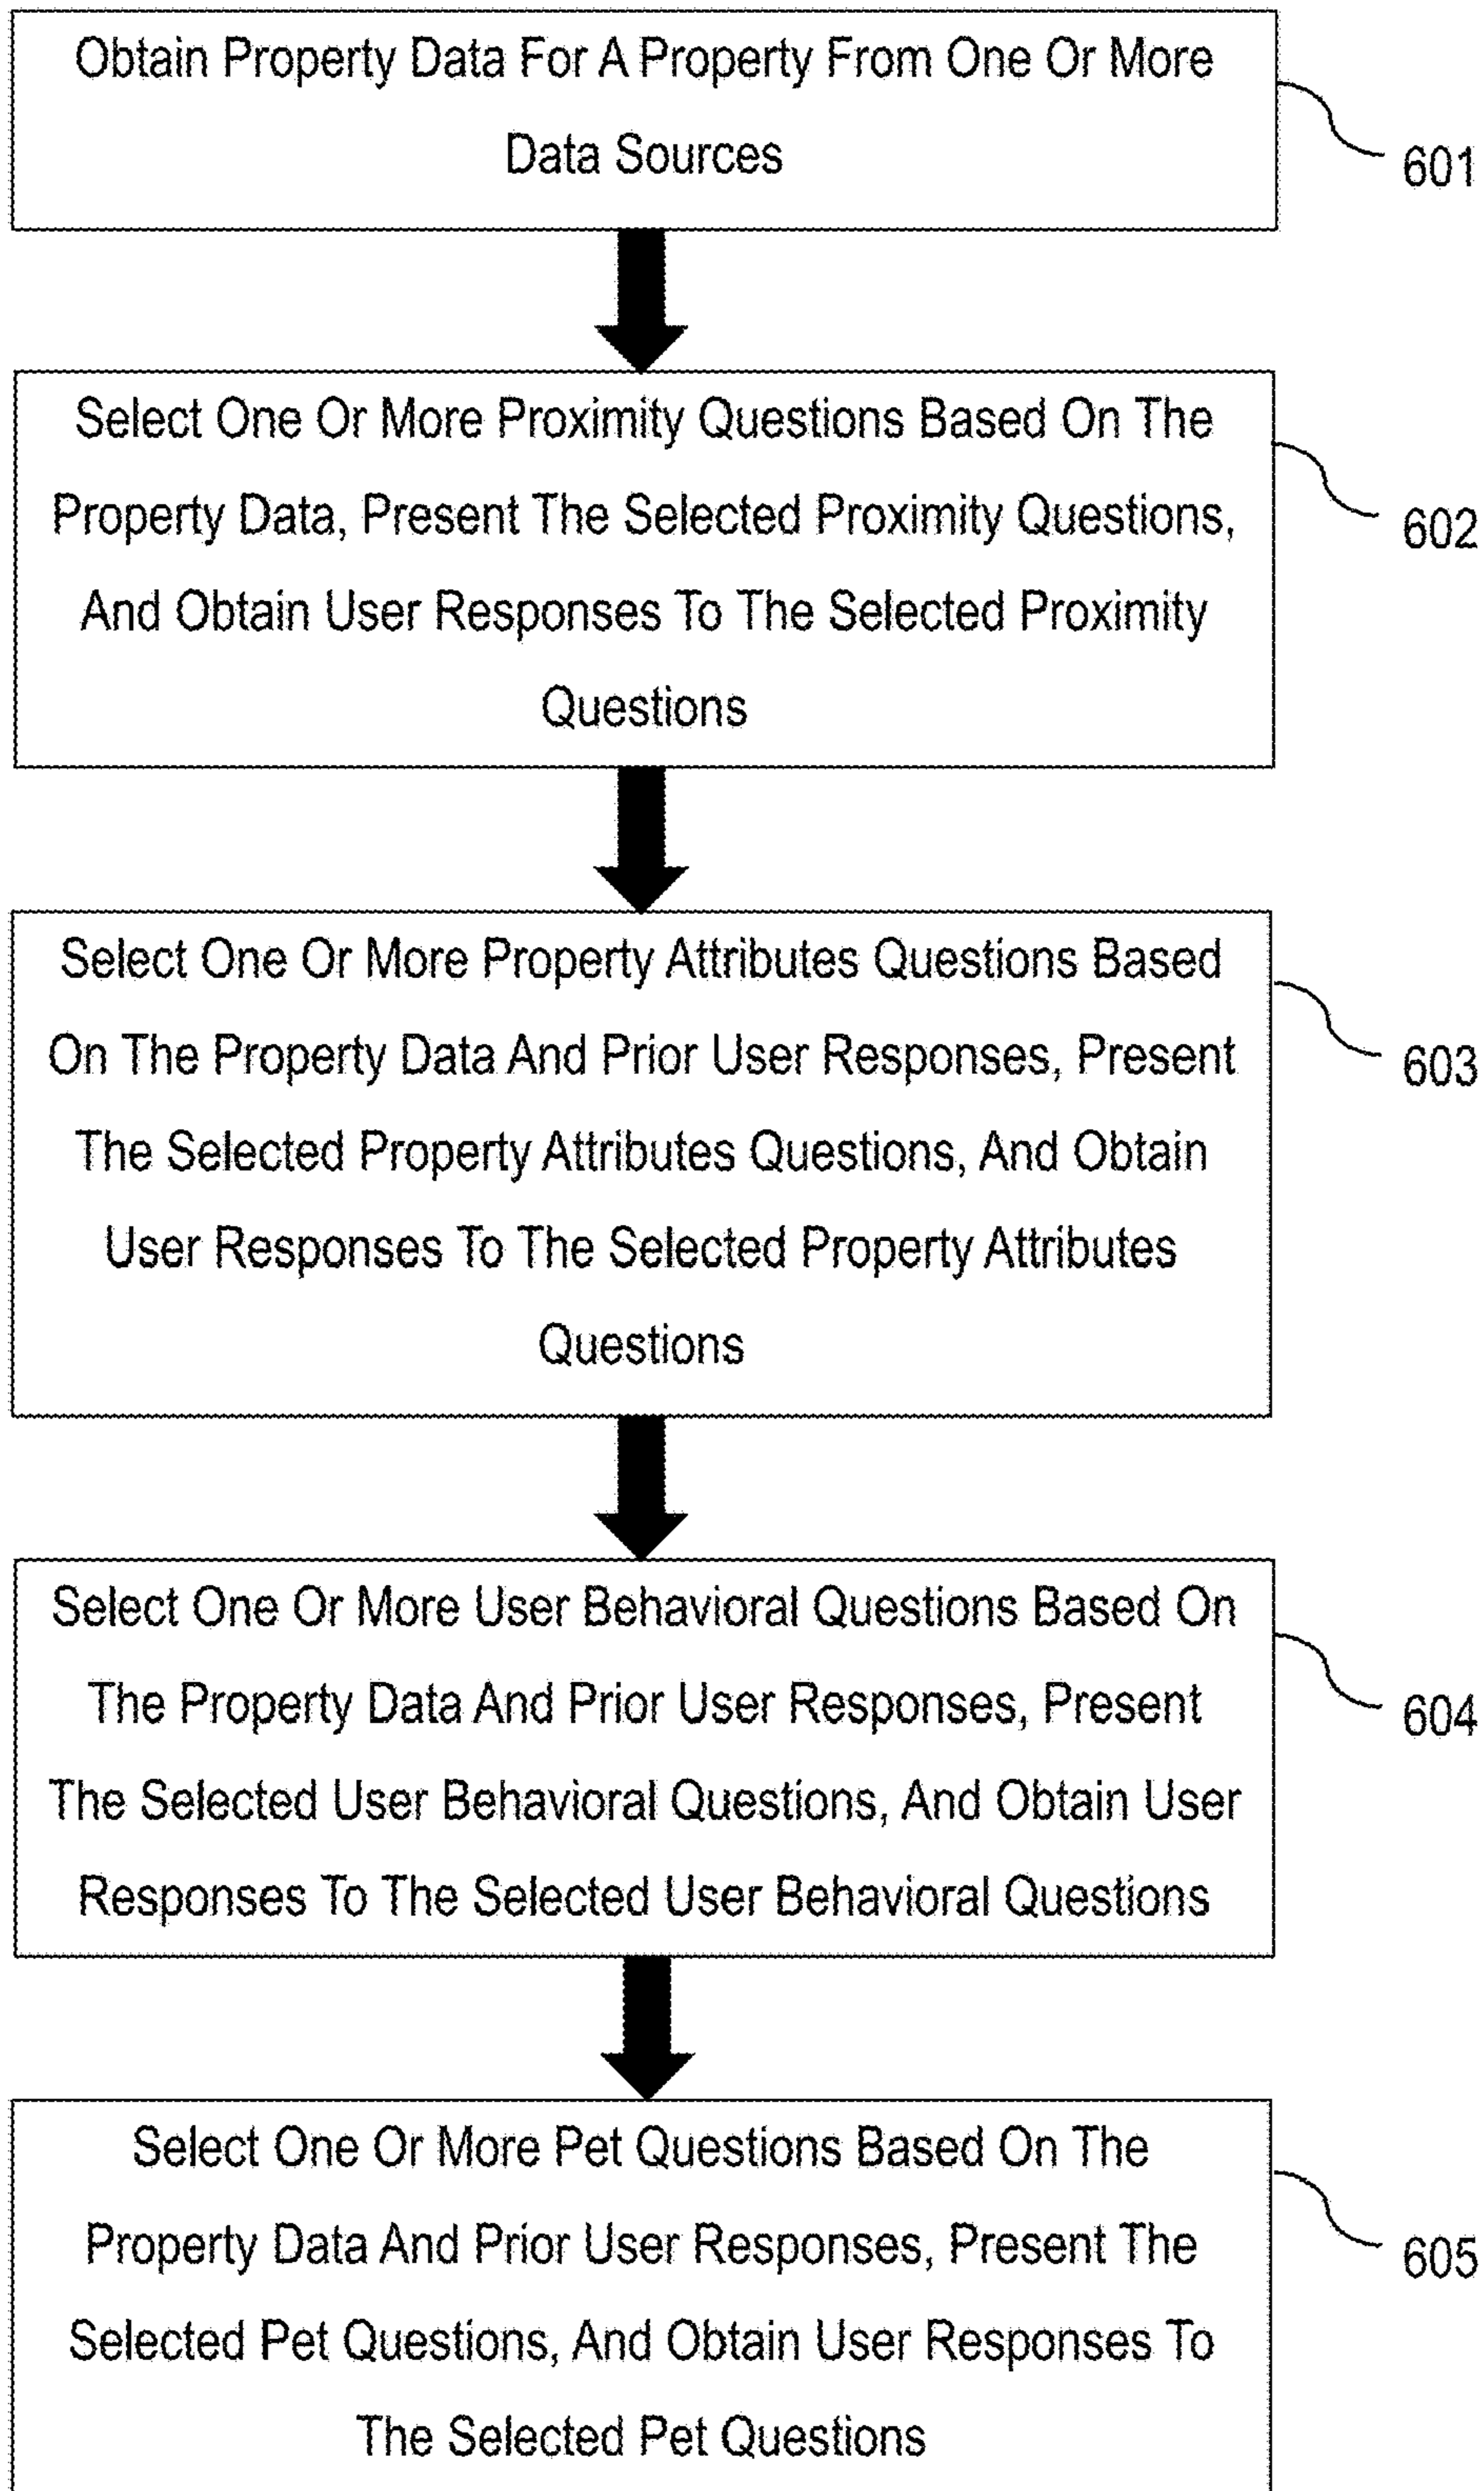 Obtain Property Data For A Property From One Or More
Data Sources
601
Select One Or More Proximity Questions Based On The
Property Data, Present The Selected Proximity Questions,
And Obtain User Responses To The Selected Proximity
Questions
602
Select One Or More Property Attributes Questions Based
On The Property Data And Prior User Responses, Present
The Selected Property Attributes Questions, And Obtain
User Responses To The Selected Property Attributes
Questions
603
Select One Or More User Behavioral Questions Based On
The Property Data And Prior User Responses, Present
The Selected User Behavioral Questions, And Obtain User
Responses To The Selected User Behavioral Questions
604
Select One Or More Pet Questions Based On The
Property Data And Prior User Responses, Present The
Selected Pet Questions, And Obtain User Responses To
The Selected Pet Questions
605